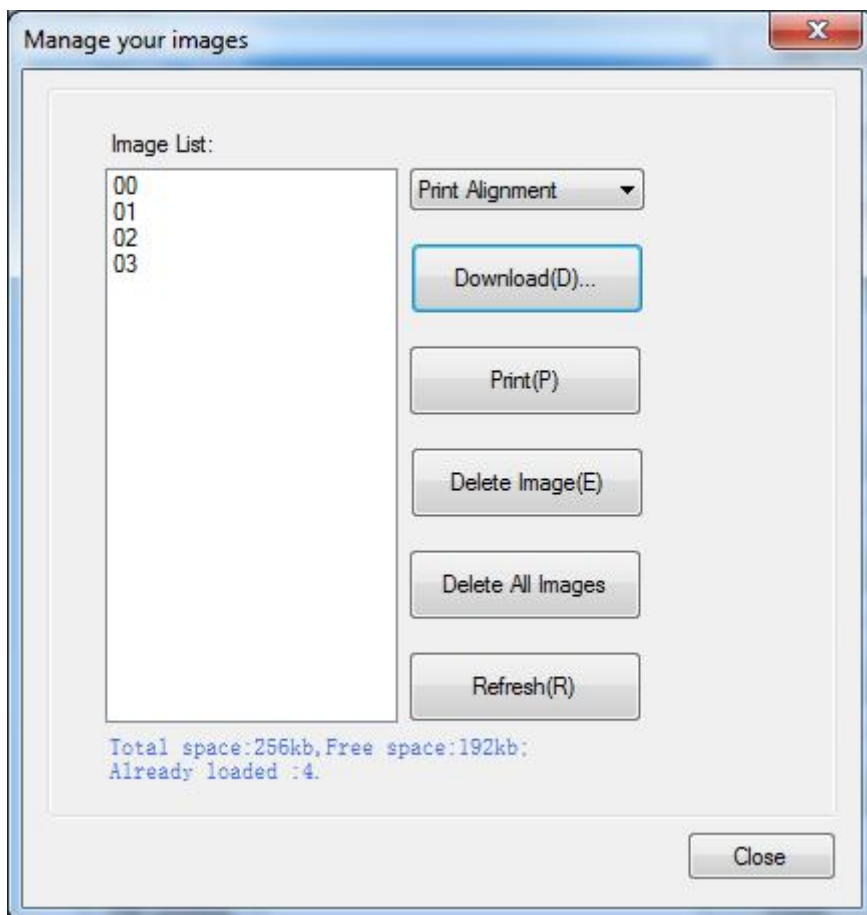 Manage your images
Image List:
00
01
02
03
Print Alignment
Download(D)...
Print(P)
Delete Image(E)
Delete All Images
Refresh(R)
Total space:256kb,Free space:192kb;
Already loaded :4.
Close